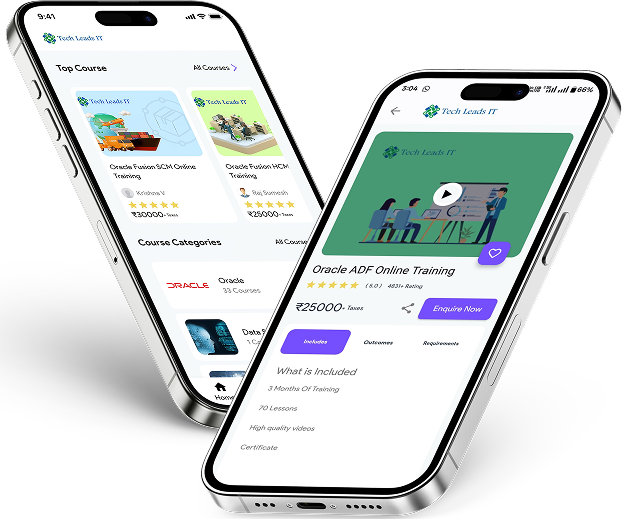 9:41
Tech Leads IT
Top Course
All Courses
Tech Leads IT
Tech Leads IT
Oracle Fusion SCM Online
Training
Oracle Fusion HCM
Training
Krishna V
Raj Sumesh
₹30000+ Taxes
₹25000+ Taxes
Course Categories
All Course
ORACLE
Oracle
33 Courses
Data S
1 Co
Home
3:04
66%
Tech Leads IT
Tech Leads IT
Oracle ADF Online Training
( 5.0 ) 4831+ Rating
₹25000+ Taxes
Enquire Now
Includes
Outcomes
Requirements
What is Included
3 Months Of Training
70 Lessons
High quality videos
Certificate